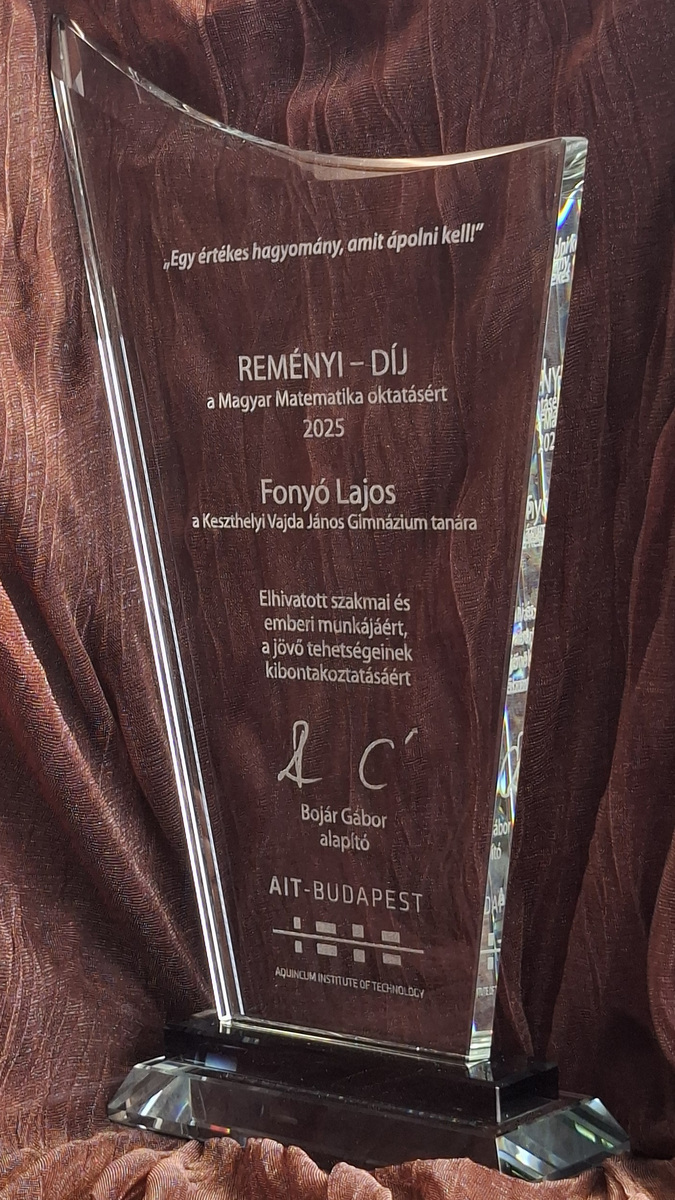 „Egy értékes hagyomány, amit ápolni kell!”
REMÉNYI – DÍJ
a Magyar Matematika oktatásért
2025
Fonyó Lajos
a Keszthelyi Vajda János Gimnázium tanára
Elhivatott szakmai és
emberi munkájáért,
a jövő tehetségeinek
kibontakoztatásáért
Bojár Gábor
alapító
AIT-BUDAPEST
AQUINCUM INSTITUTE OF TECHNOLOGY